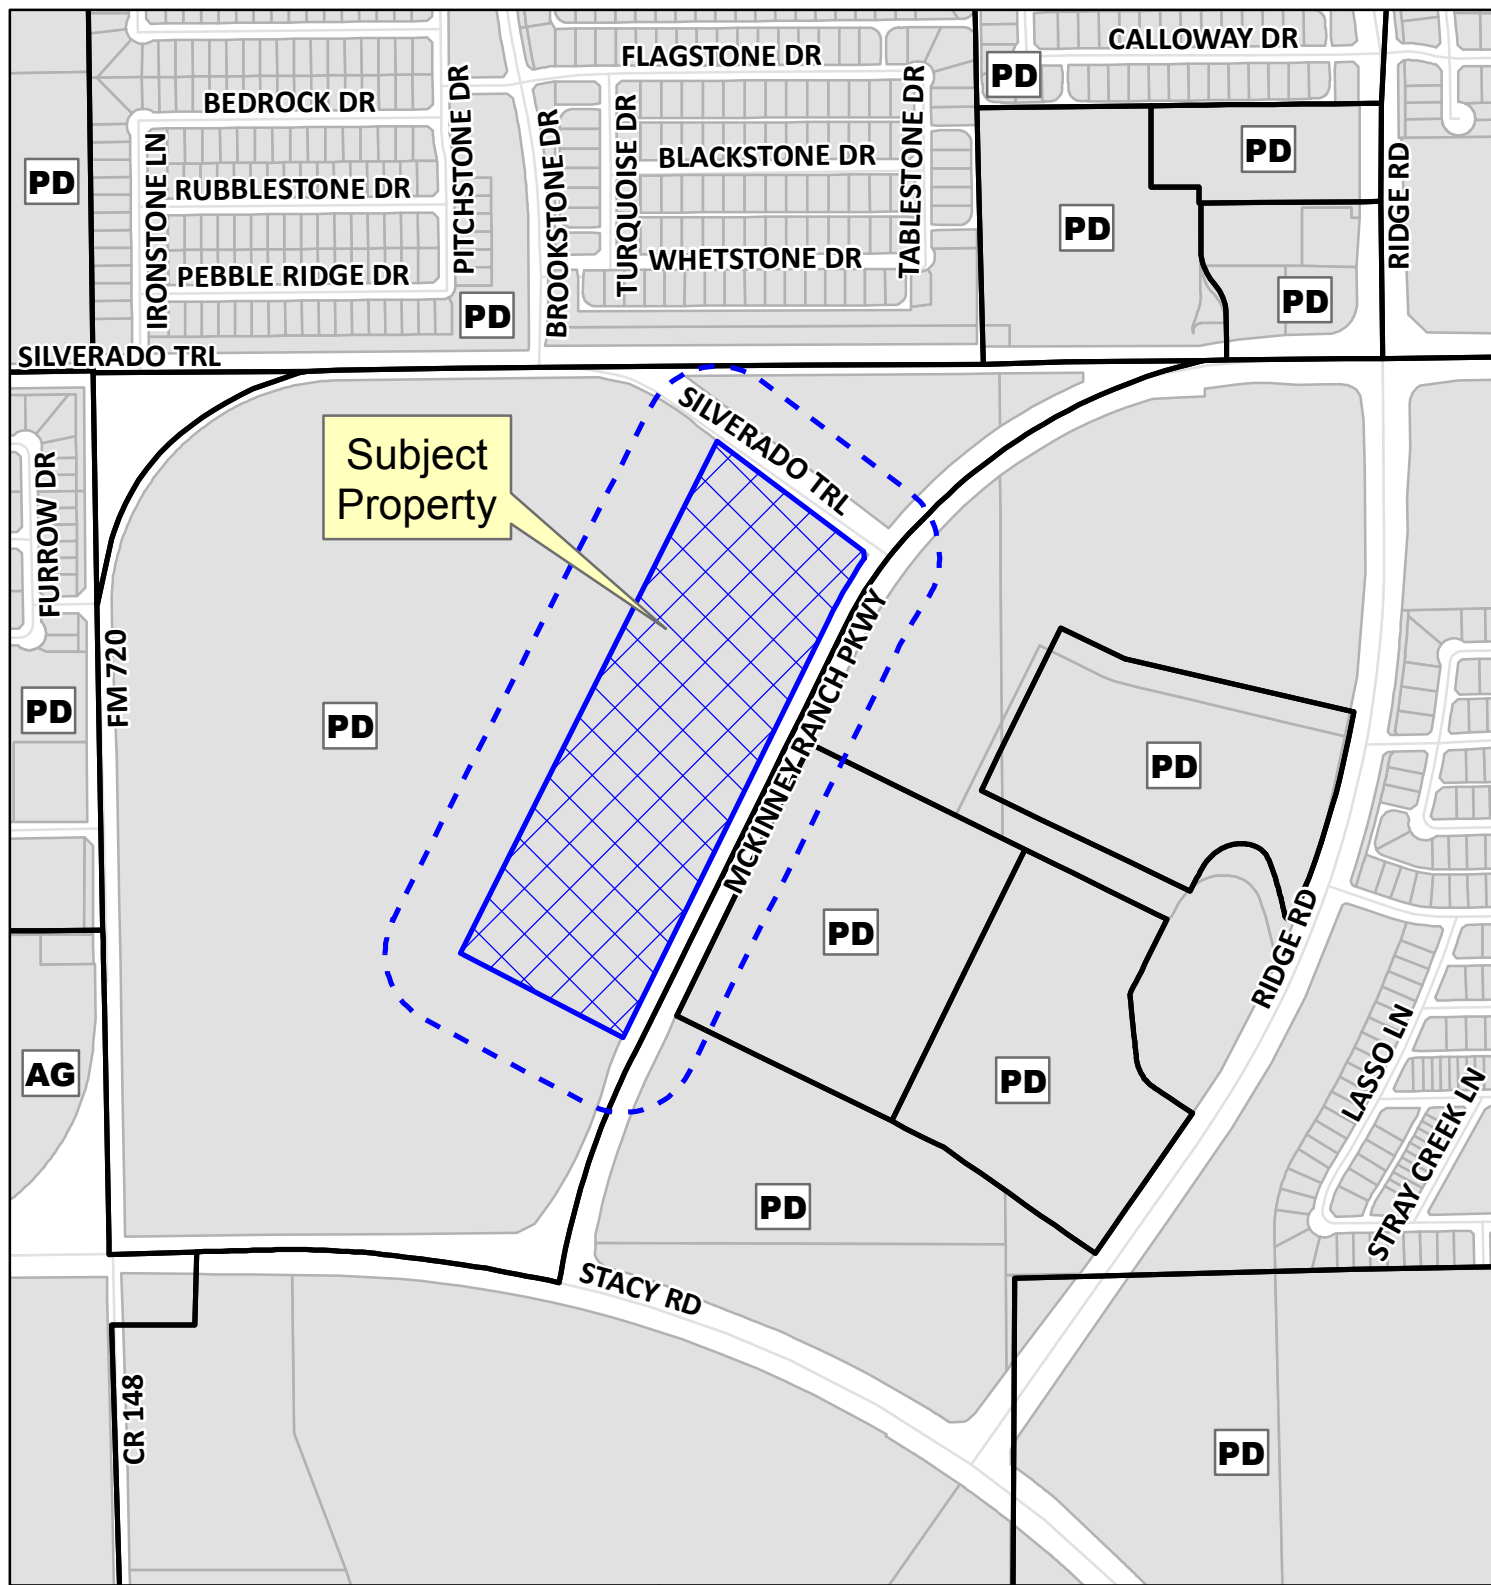 CALLOWAY DR
FLAGSTONE DR
PD
BEDROCK DR
PITCHSTONE DR
TURQUOISE DR
TABLESTONE DR
BROOKSTONE DR
IRONSTONE LN
BLACKSTONE DR
PD
RIDGE RD
PD
RUBBLESTONE DR
PD
WHETSTONE DR
PEBBLE RIDGE DR
PD
PD
SILVERADO TRL
SILVERADO TRL
Subject
Property
FURROW DR
FM 720
MCKINNEY RANCH PKWY
PD
PD
PD
PD
RIDGE RD
AG
PD
LASSO LN
STRAY CREEK LN
PD
STACY RD
CR 148
PD